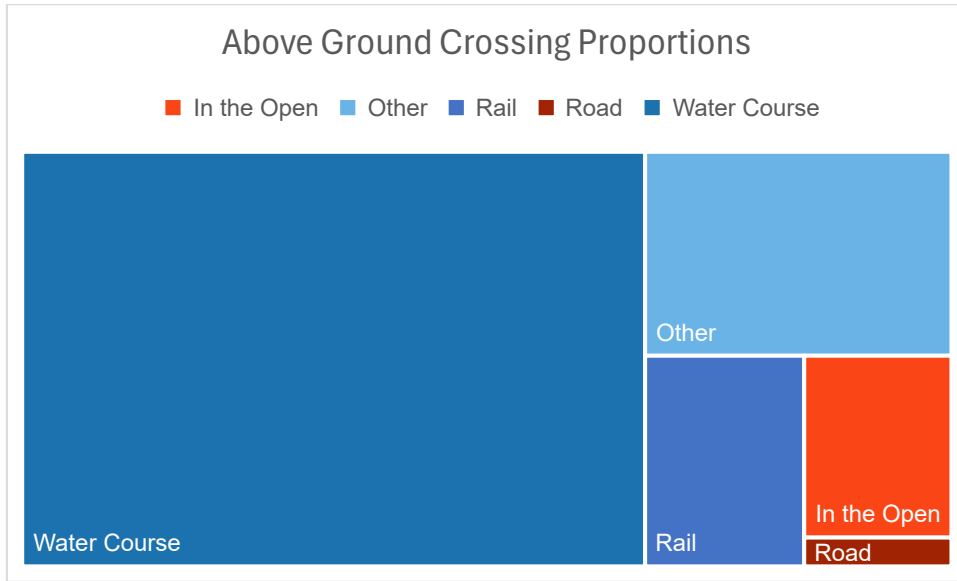 Above Ground Crossing Proportions
In the Open Other Rail Road Water Course
Other
In the Open
Water Course
Rail
Road